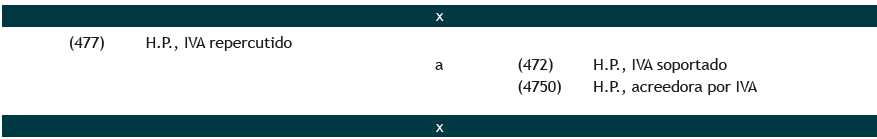 x
(477) H.P., IVA repercutido
a (472) H.P., IVA soportado
(4750) H.P., acreedora por IVA
x